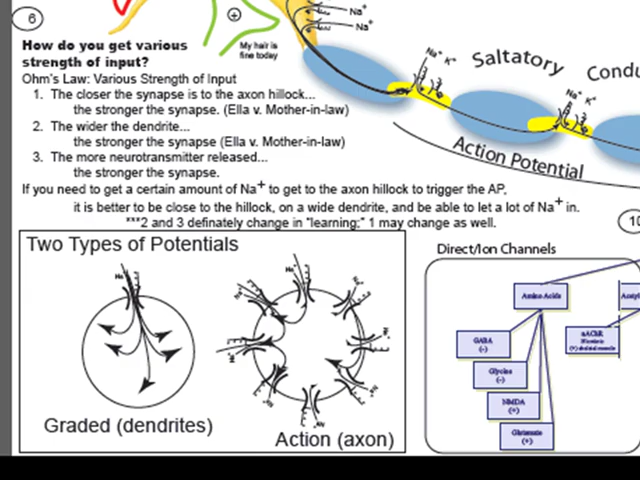 6
My hair is
fine today
Na+
Na+
How do you get various
strength of input?
Ohm's Law: Various Strength of Input
1. The closer the synapse is to the axon hillock...
the stronger the synapse. (Ella v. Mother-in-law)
2. The wider the dendrite...
the stronger the synapse (Ella v. Mother-in-law)
3. The more neurotransmitter released...
the stronger the synapse.
If you need to get a certain amount of Na+ to get to the axon hillock to trigger the AP,
it is better to be close to the hillock, on a wide dendrite, and be able to let a lot of Na+ in.
***2 and 3 definately change in "learning:" 1 may change as well.
Na+ K+
Saltatory
Na+ K+
Condu
Action Potential
10
Two Types of Potentials
Graded (dendrites)
Action (axon)
Direct/Ion Channels
Amino Acids
Acetyl
GABA
(-)
nAChR
Glycine
(-)
NMDA
(+)
Glutamate
(+)